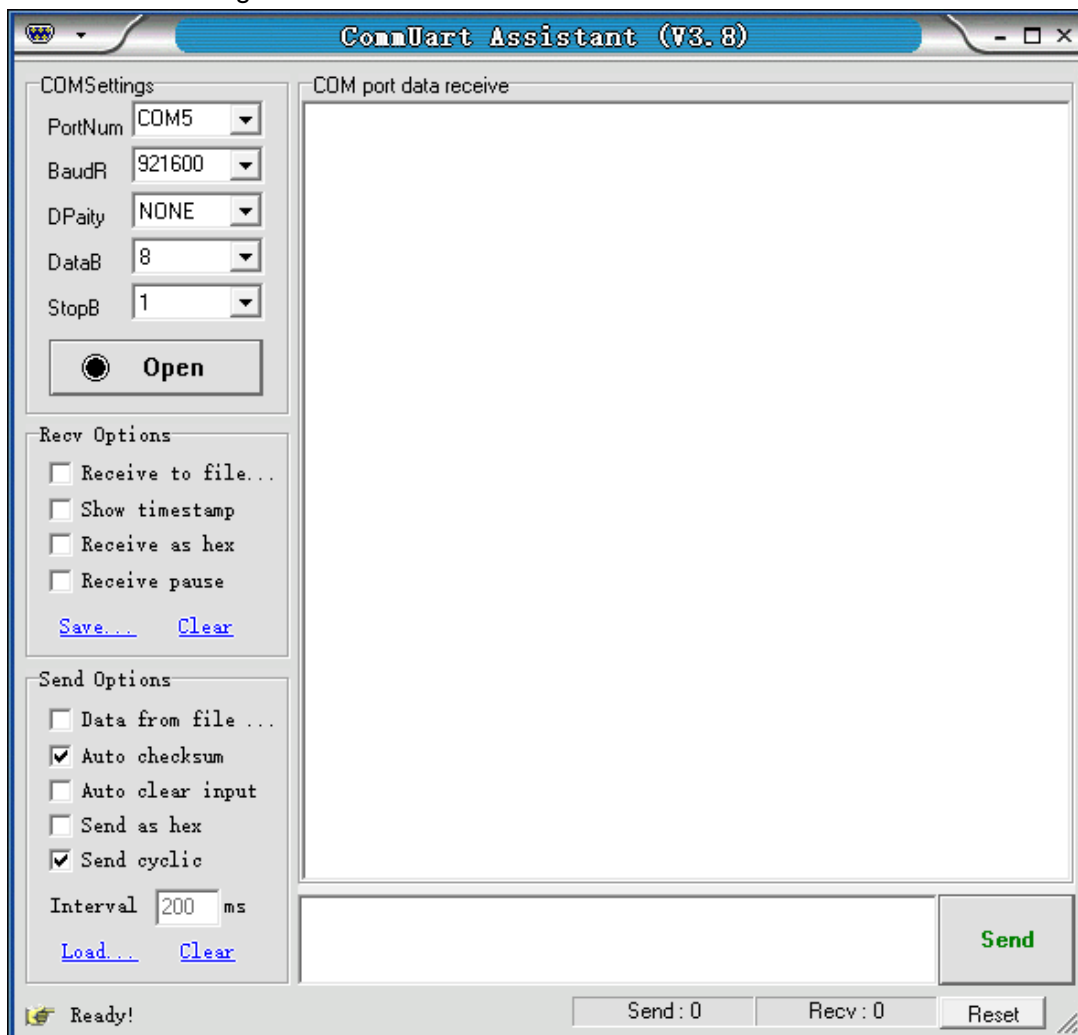 CommUart Assistant (V3.8)
COMSettings
PortNum COM5
BaudR 921600
DPaity NONE
DataB 8
StopB 1
Open
Recv Options
Receive to file...
Show timestamp
Receive as hex
Receive pause
Save... Clear
Send Options
Data from file ...
Auto checksum
Auto clear input
Send as hex
Send cyclic
Interval 200 ms
Load... Clear
COM port data receive
Send
Ready!
Send : 0
Recv : 0
Reset